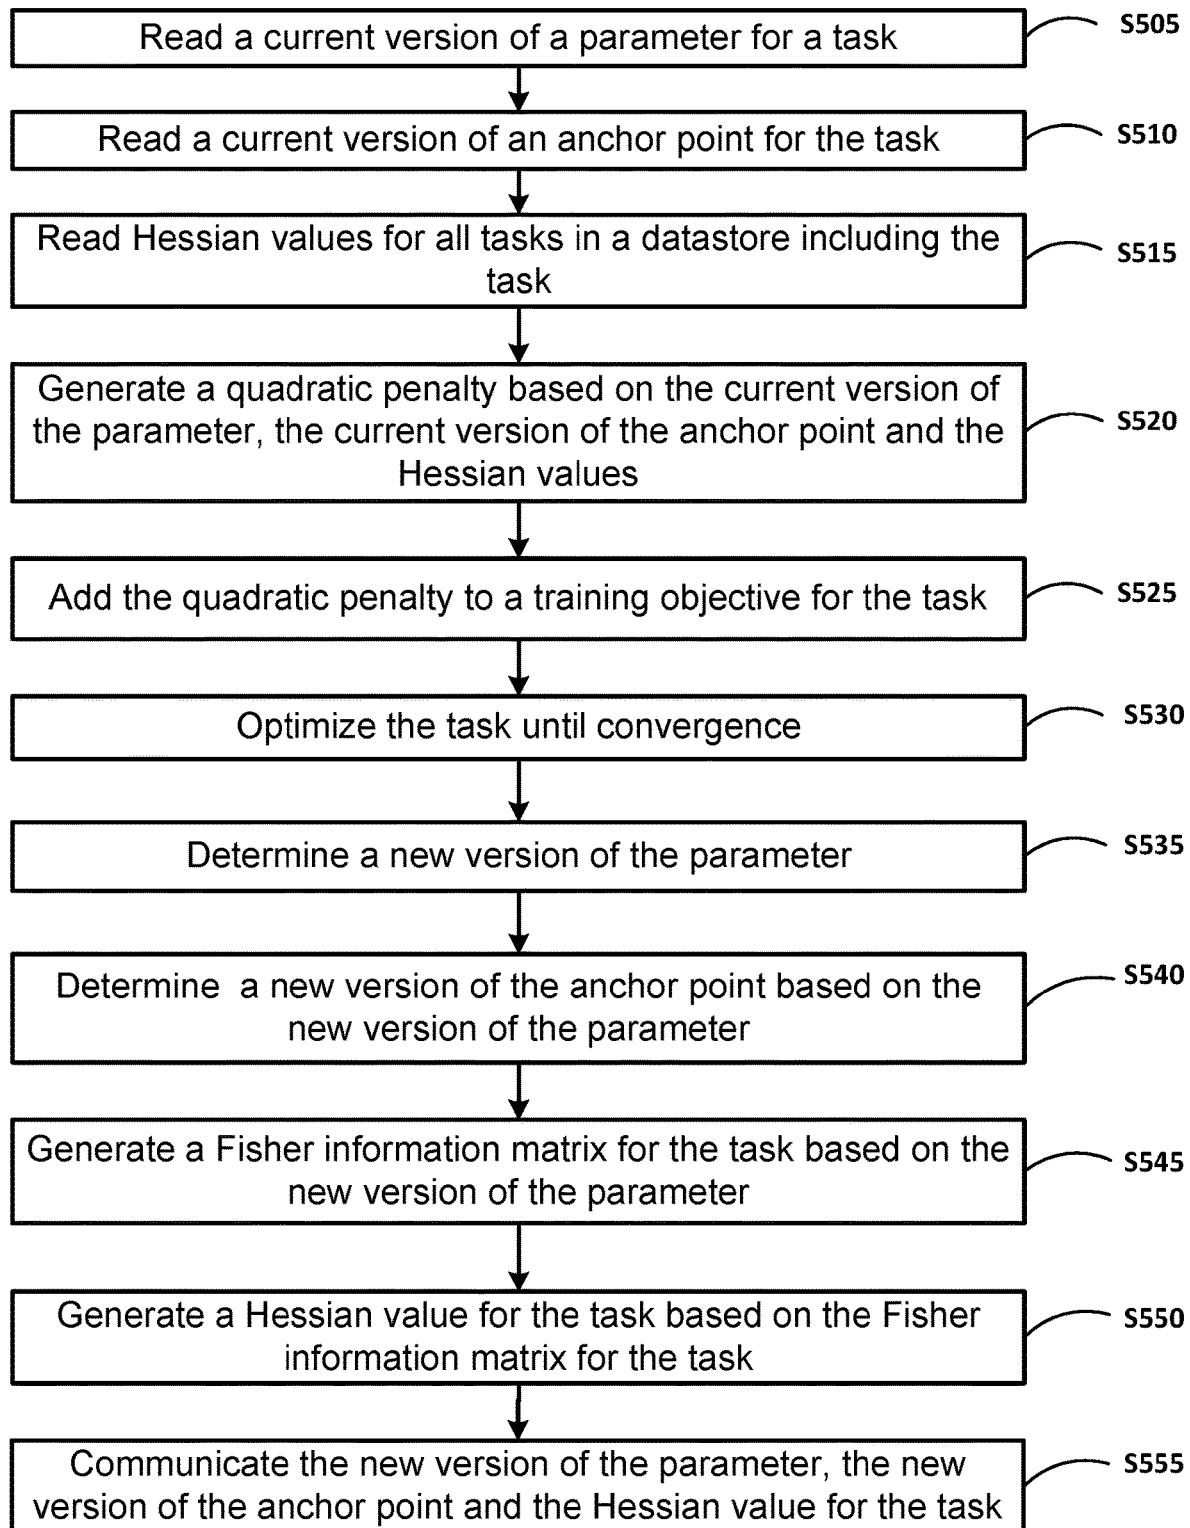 Read a current version of a parameter for a task
S505
Read a current version of an anchor point for the task
S510
Read Hessian values for all tasks in a datastore including the
task
S515
Generate a quadratic penalty based on the current version of
the parameter, the current version of the anchor point and the
Hessian values
S520
Add the quadratic penalty to a training objective for the task
S525
Optimize the task until convergence
S530
Determine a new version of the parameter
S535
Determine a new version of the anchor point based on the
new version of the parameter
S540
Generate a Fisher information matrix for the task based on the
new version of the parameter
S545
Generate a Hessian value for the task based on the Fisher
information matrix for the task
S550
Communicate the new version of the parameter, the new
version of the anchor point and the Hessian value for the task
S555